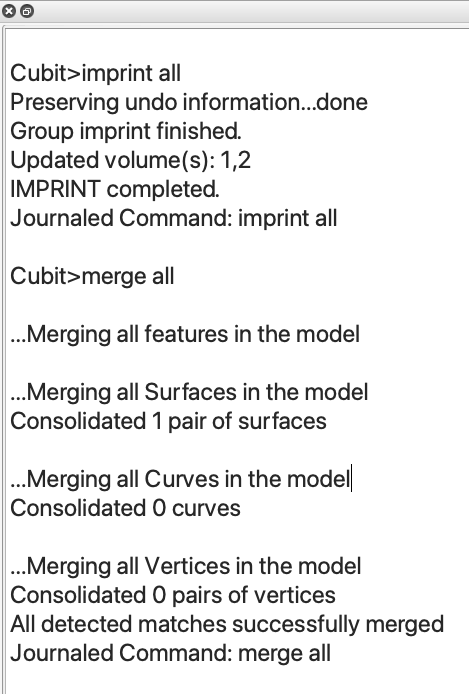 Cubit>imprint all
Preserving undo information...done
Group imprint finished.
Updated volume(s): 1,2
IMPRINT completed.
Journaled Command: imprint all
Cubit>merge all
...Merging all features in the model
...Merging all Surfaces in the model
Consolidated 1 pair of surfaces
...Merging all Curves in the model
Consolidated 0 curves
...Merging all Vertices in the model
Consolidated 0 pairs of vertices
All detected matches successfully merged
Journaled Command: merge all